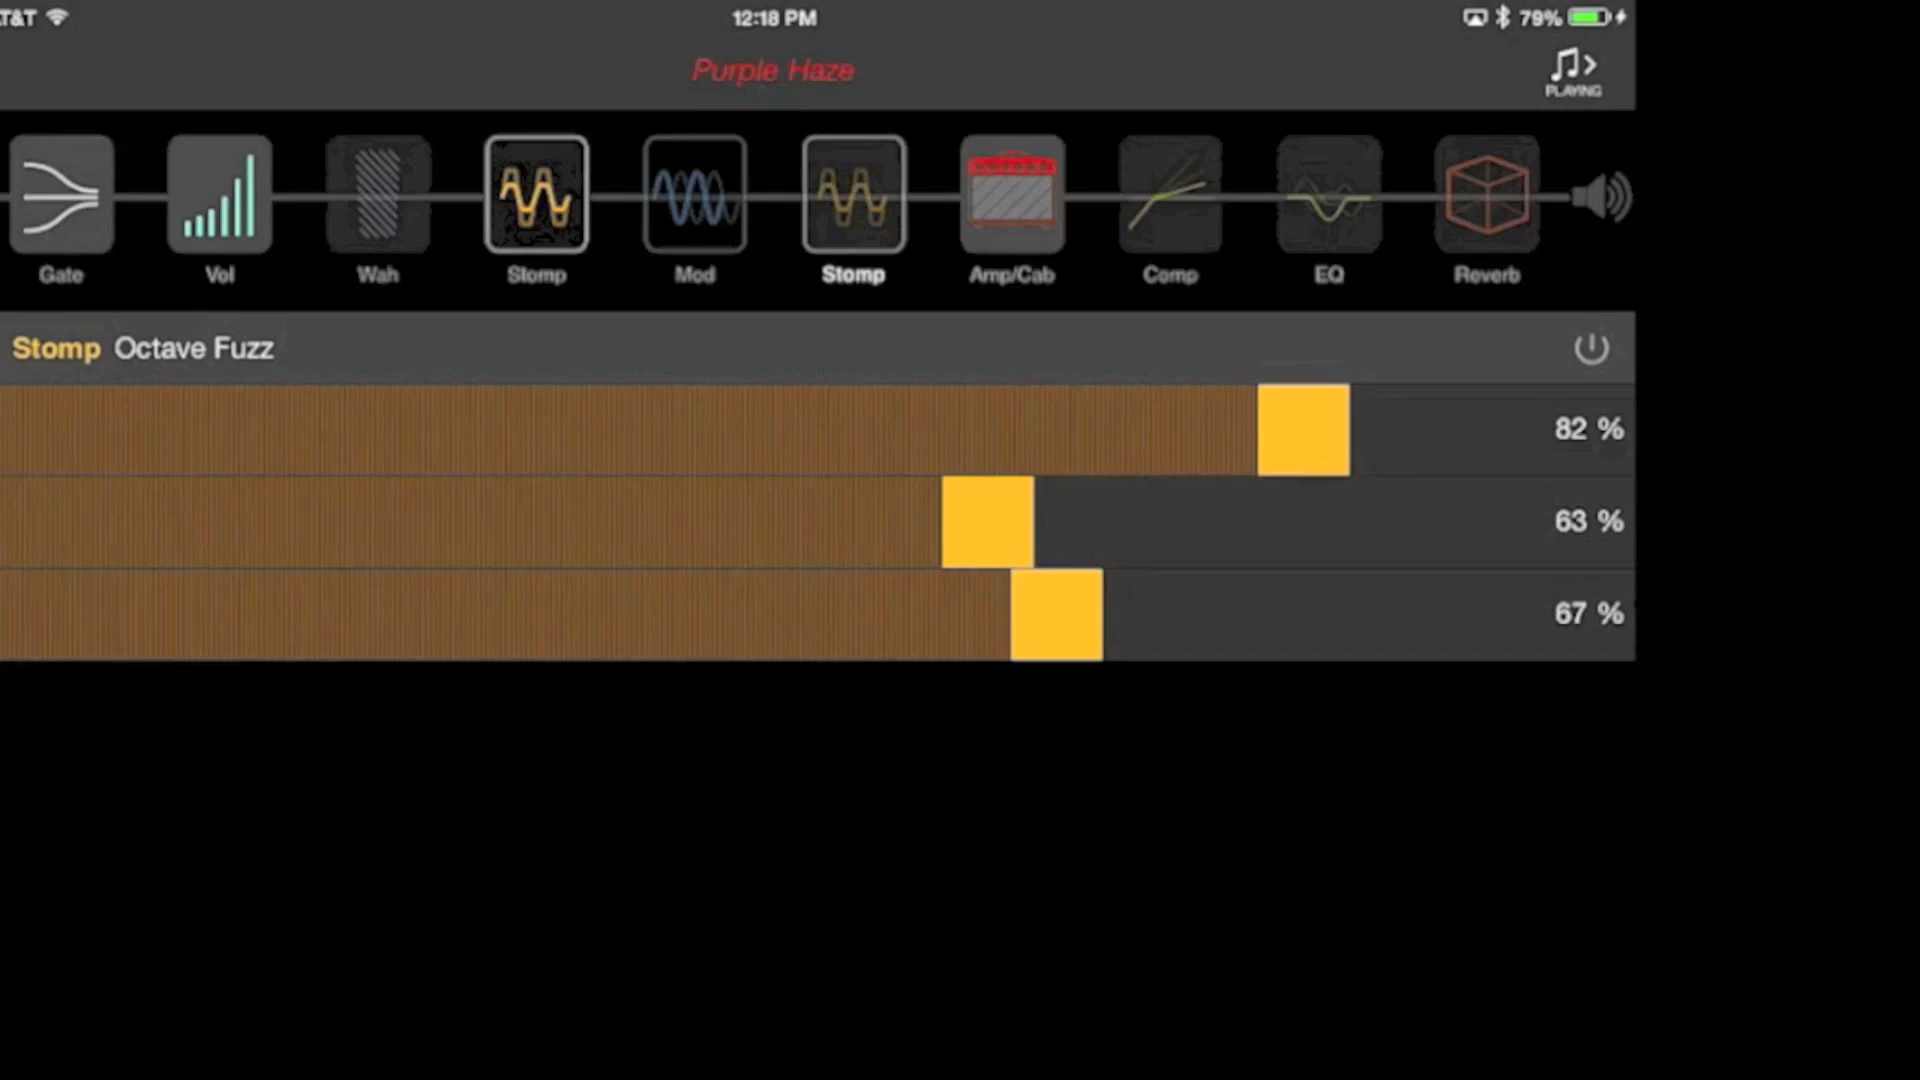 T&T 12:18 PM 79%
Purple Haze
PLAYING
Gate Vol Wah Stomp Mod Stomp Amp/Cab Comp EQ Reverb
Stomp Octave Fuzz
82 %
63 %
67 %